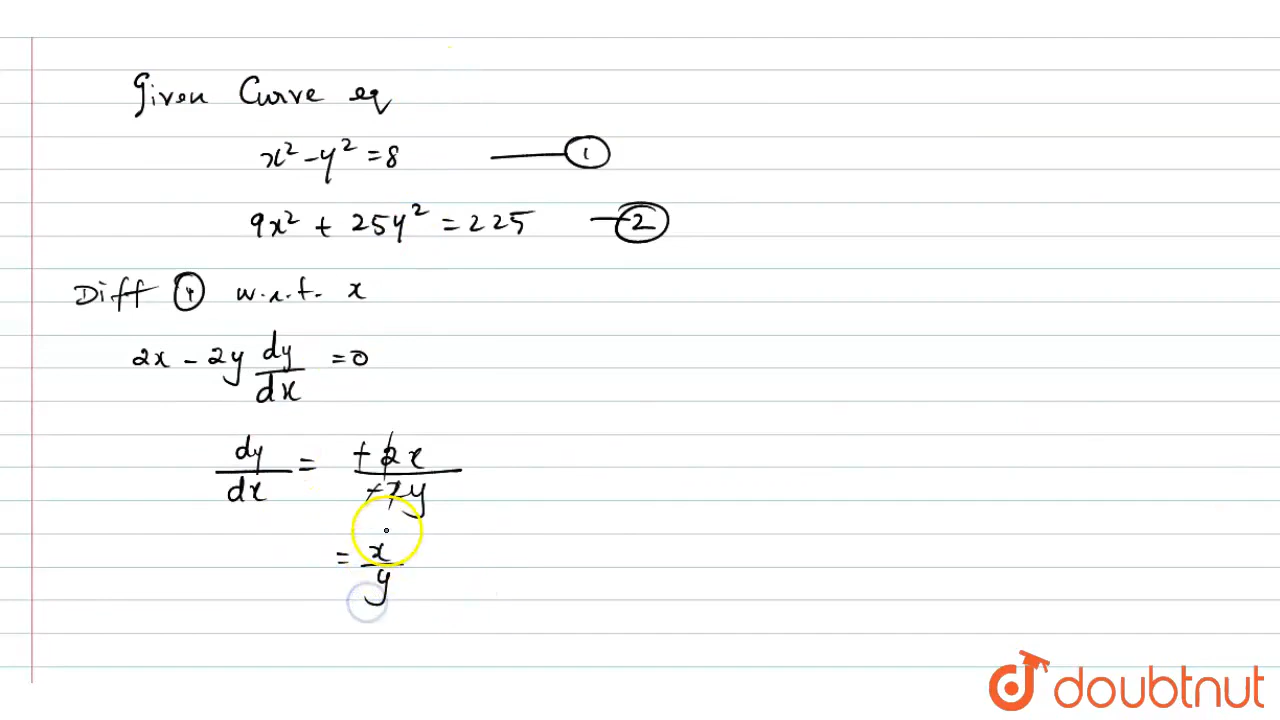 Given Curve eq
x² - y² = 8 —— ①
9x² + 25y² = 225 — ②
Diff ① w.r.t. x
2x - 2y dy/dx = 0
dy/dx = +2x/+2y
= x/y
doubtnut